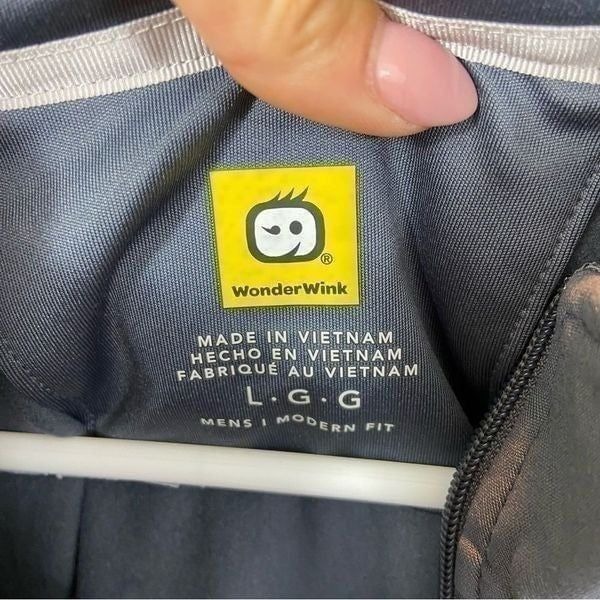 ®
WonderWink
MADE IN VIETNAM
HECHO EN VIETNAM
FABRIQUÉ AU VIETNAM
L·G·G
MENS | MODERN FIT